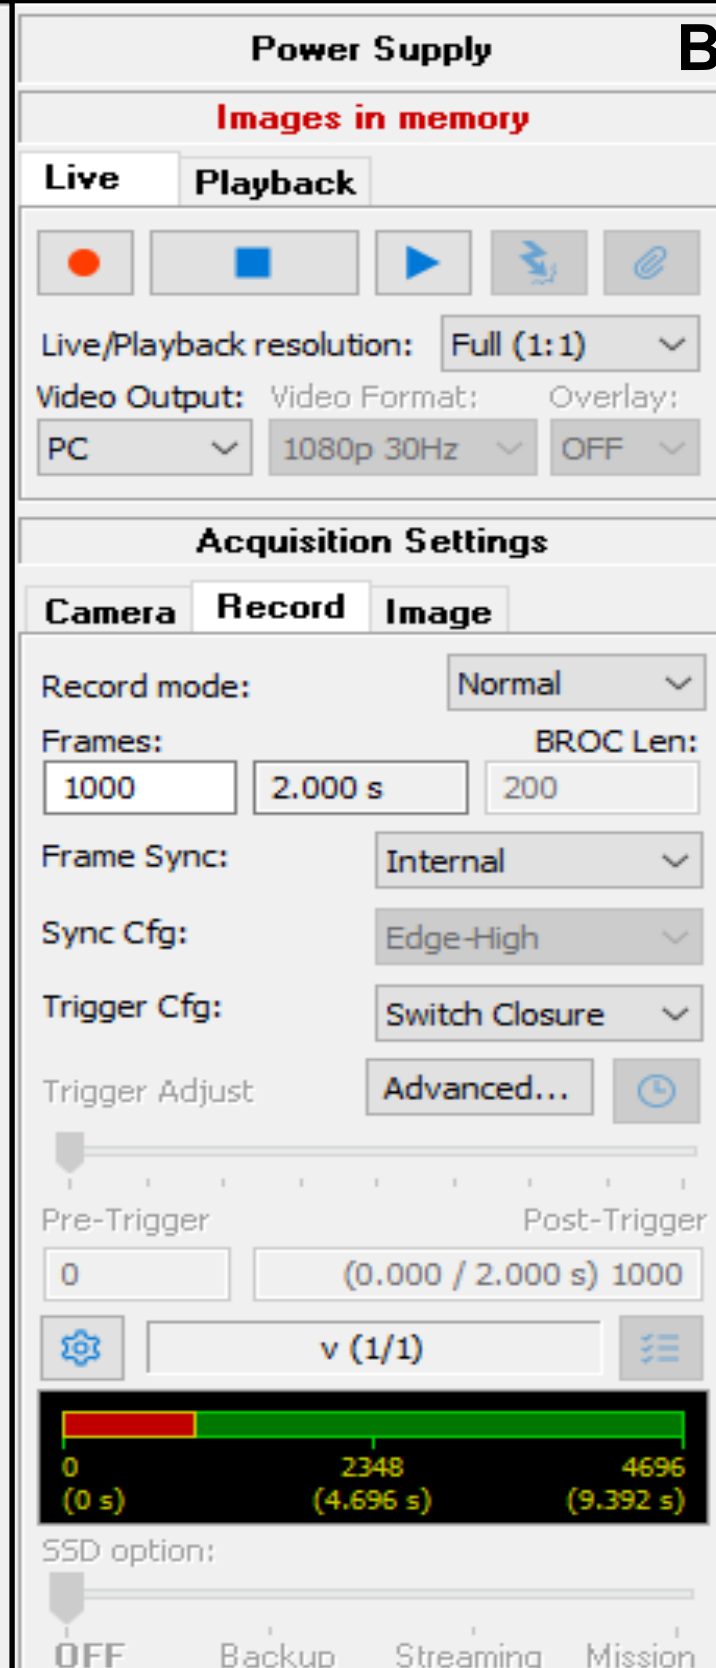 Power Supply B
Images in memory
Live Playback
Live/Playback resolution: Full (1:1)
Video Output: Video Format: Overlay:
PC 1080p 30Hz OFF
Acquisition Settings
Camera Record Image
Record mode: Normal
Frames: BROC Len:
1000 2.000 s 200
Frame Sync: Internal
Sync Cfg: Edge-High
Trigger Cfg: Switch Closure
Trigger Adjust Advanced...
Pre-Trigger Post-Trigger
0 (0.000 / 2.000 s) 1000
v (1/1)
0 2348 4696
(0 s) (4.696 s) (9.392 s)
SSD option:
OFF Backup Streaming Mission